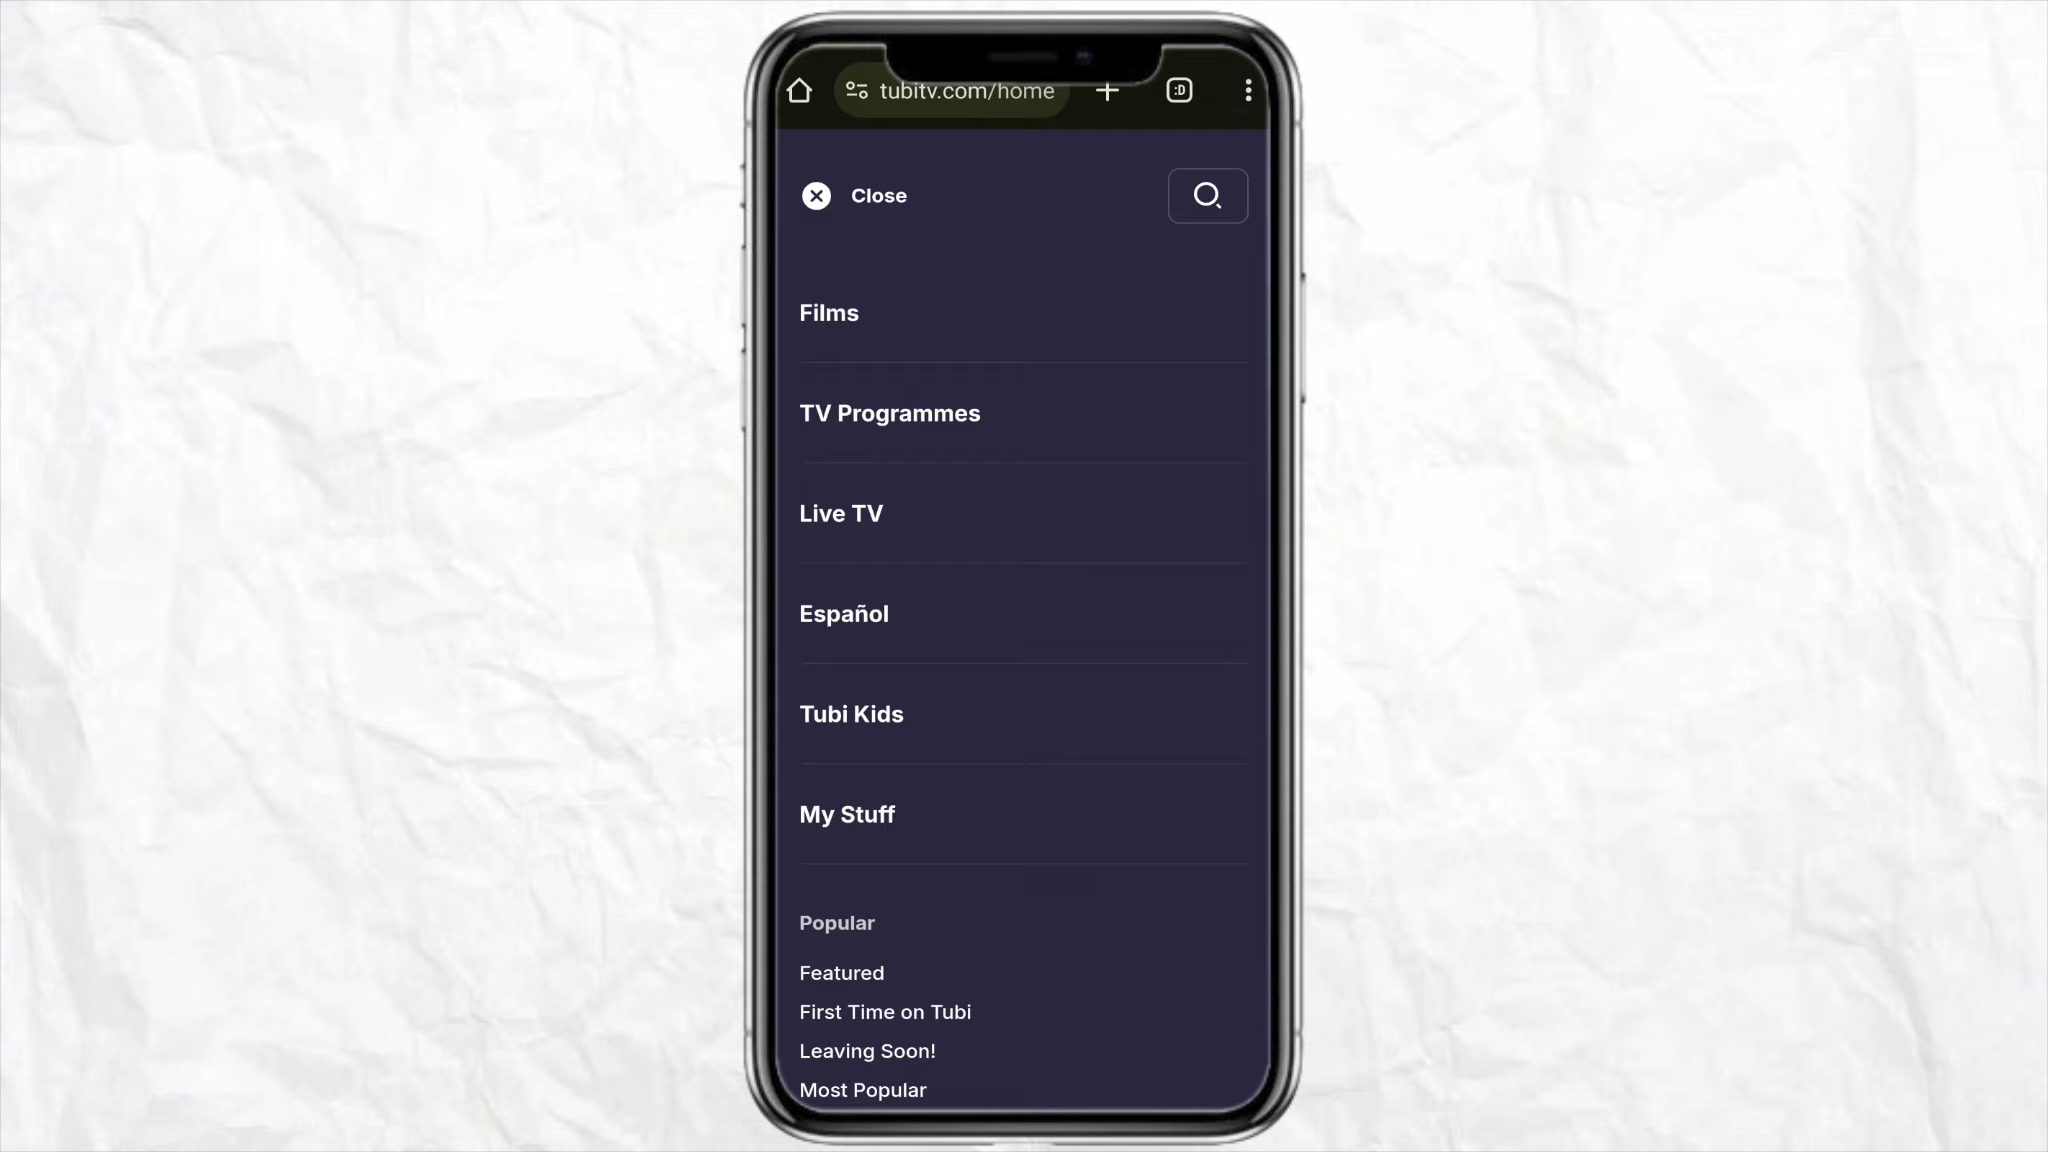 tubitv.com/home
:D
Close
Films
TV Programmes
Live TV
Español
Tubi Kids
My Stuff
Popular
Featured
First Time on Tubi
Leaving Soon!
Most Popular